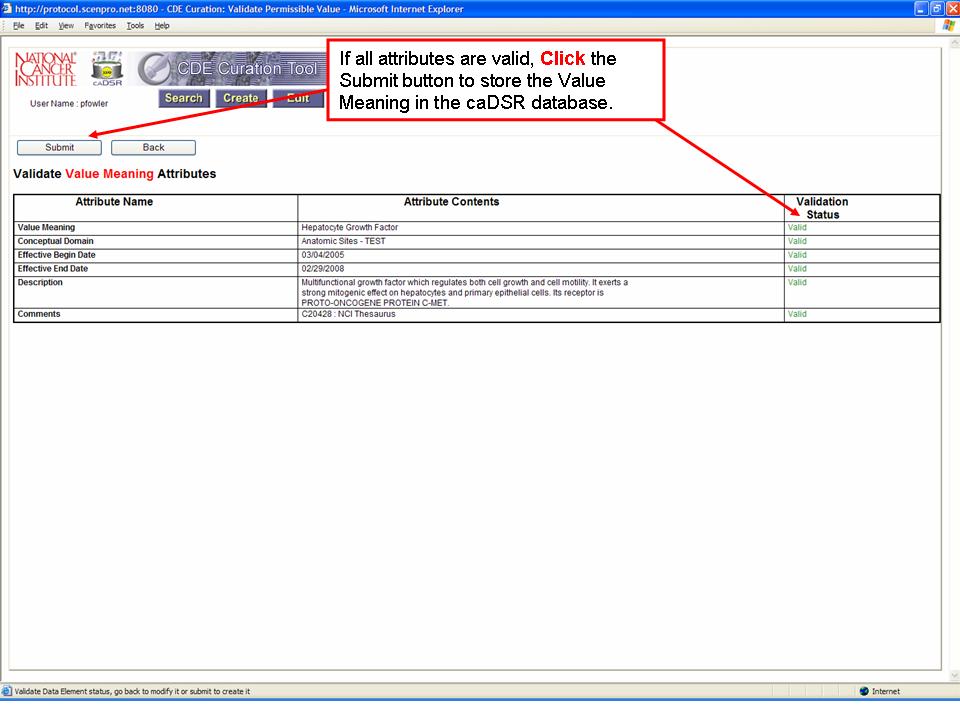 http://protocol.scenpro.net:8080 - CDE Curation: Validate Permissible Value - Microsoft Internet Explorer
File Edit View Favorites Tools Help
NATIONAL
CANCER
INSTITUTE
caDSR
CDE Curation Tool
User Name : pfowler
Search Create Edit
If all attributes are valid, Click the
Submit button to store the Value
Meaning in the caDSR database.
Submit Back
Validate Value Meaning Attributes
Attribute Name Attribute Contents Validation
Status
Value Meaning Hepatocyte Growth Factor Valid
Conceptual Domain Anatomic Sites - TEST Valid
Effective Begin Date 03/04/2005 Valid
Effective End Date 02/29/2008 Valid
Description Multifunctional growth factor which regulates both cell growth and cell motility. It exerts a Valid
strong mitogenic effect on hepatocytes and primary epithelial cells. Its receptor is
PROTO-ONCOGENE PROTEIN C-MET.
Comments C20428 : NCI Thesaurus Valid
Validate Data Element status, go back to modify it or submit to create it
Internet